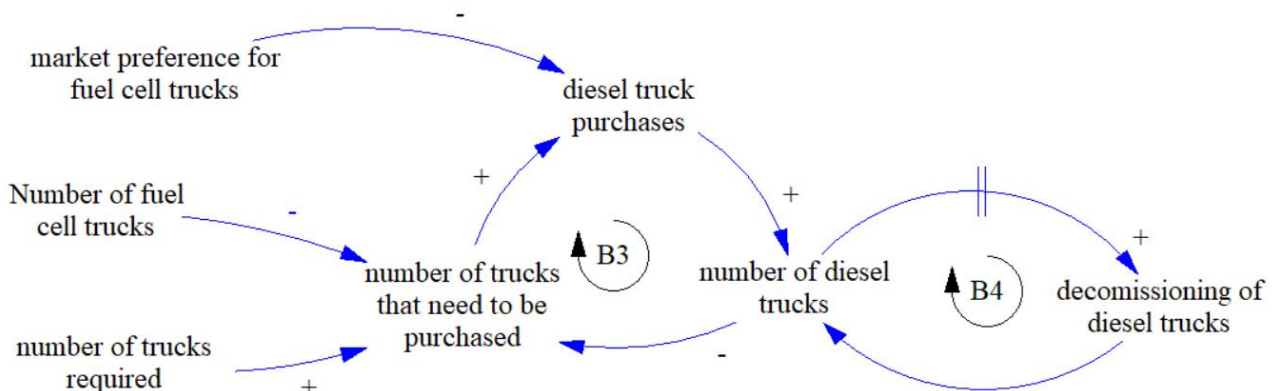 -
market preference for
fuel cell trucks
diesel truck
purchases
+
+
Number of fuel
cell trucks
-
+
B3
number of trucks
that need to be
purchased
number of diesel
trucks
B4
decomissioning of
diesel trucks
number of trucks
required
-
+